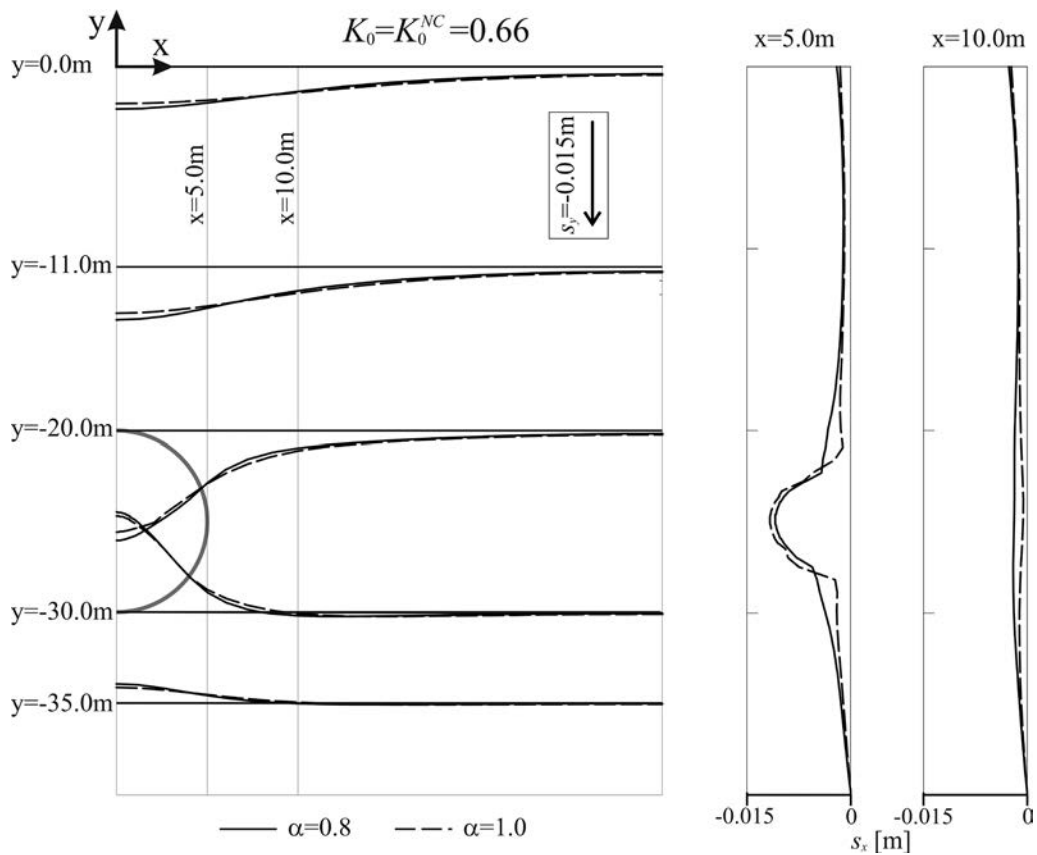 y
x
K₀=K₀ᴺᶜ=0.66
x=5.0m
x=10.0m
y=0.0m
x=5.0m
x=10.0m
sᵧ=-0.015m
y=-11.0m
y=-20.0m
y=-30.0m
y=-35.0m
-0.015 0 -0.015 0
sₓ [m]
α=0.8 α=1.0